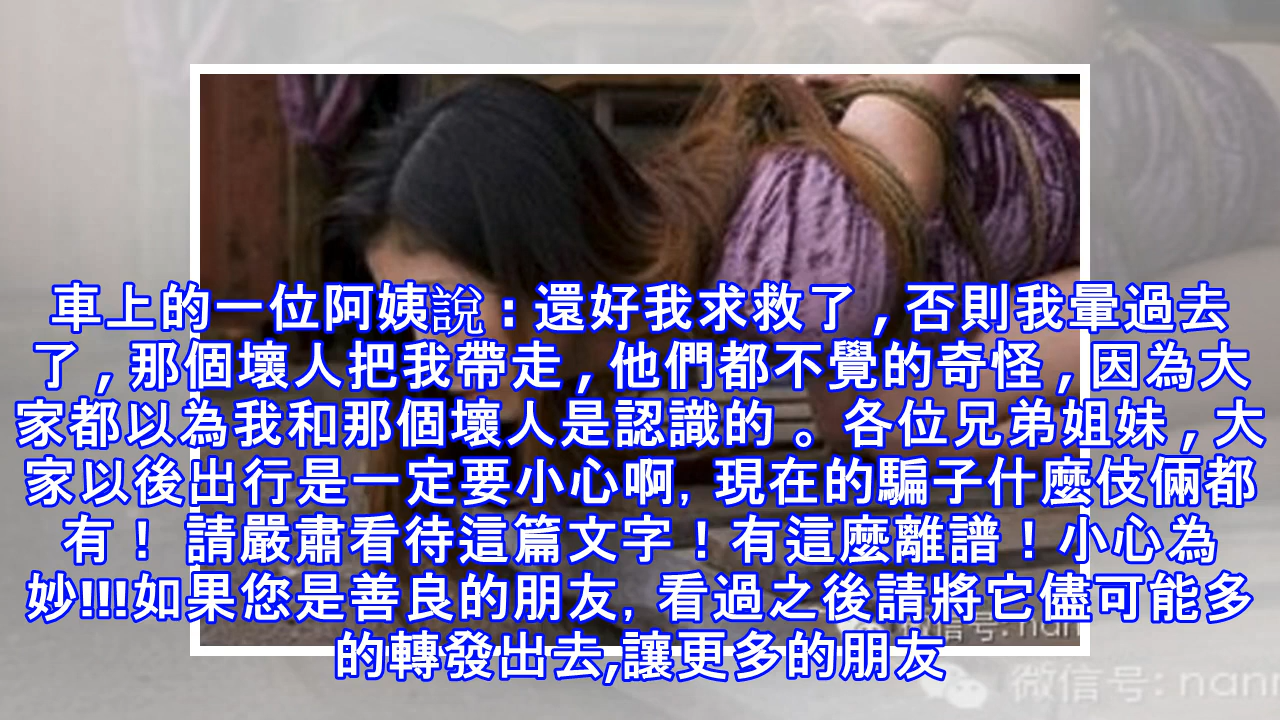 車上的一位阿姨說：還好我求救了，否則我暈過去
了，那個壞人把我帶走，他們都不覺的奇怪，因為大
家都以為我和那個壞人是認識的。各位兄弟姐妹，大
家以後出行是一定要小心啊，現在的騙子什麼伎倆都
有！請嚴肅看待這篇文字！有這麼離譜！小心為
妙!!!如果您是善良的朋友，看過之後請將它儘可能多
的轉發出去,讓更多的朋友
微信号: nanr